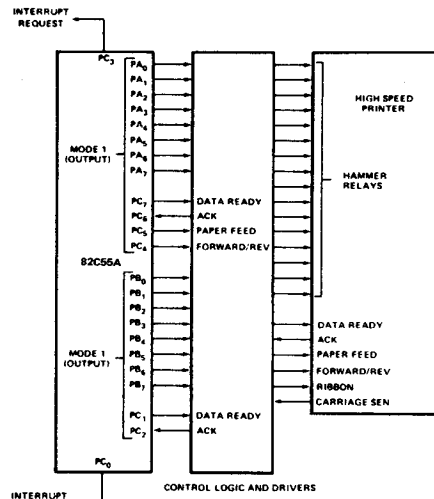 INTERRUPT
REQUEST
PC3
PA0
PA1
PA2
PA3
PA4
PA5
PA6
PA7
MODE 1
(OUTPUT)
PC7 DATA READY
PC6 ACK
PC5 PAPER FEED
PC4 FORWARD/REV
82C55A
PB0
PB1
PB2
PB3
PB4
PB5
PB6
PB7
MODE 1
(OUTPUT)
PC1 DATA READY
PC2 ACK
PC0
INTERRUPT
CONTROL LOGIC AND DRIVERS
HIGH SPEED
PRINTER
HAMMER
RELAYS
DATA READY
ACK
PAPER FEED
FORWARD/REV
RIBBON
CARRIAGE SEN